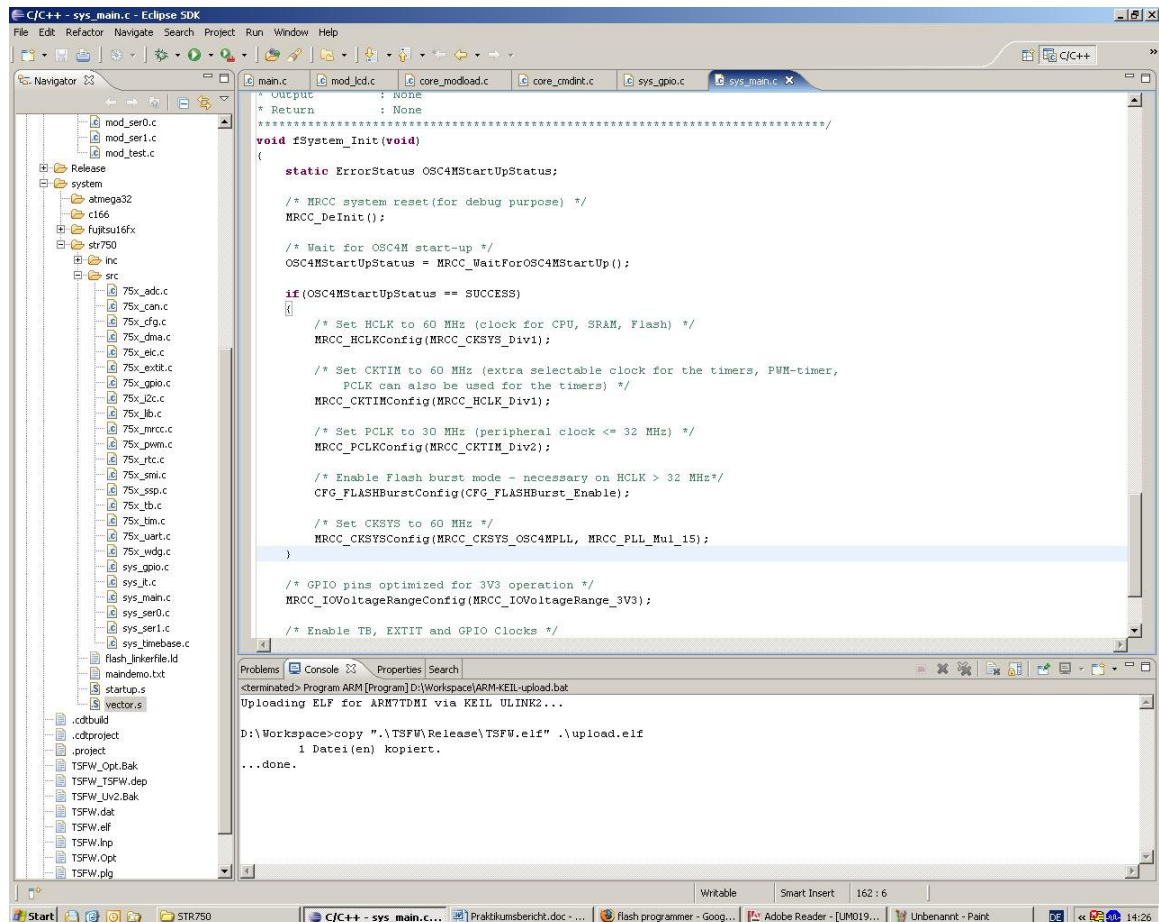 C/C++ - sys_main.c - Eclipse SDK
File Edit Refactor Navigate Search Project Run Window Help
C/C++
Navigator
main.c mod_lcd.c core_modload.c core_cmdint.c sys_gpio.c sys_main.c
mod_ser0.c
mod_ser1.c
mod_test.c
Release
system
atmega32
c166
fujitsu16fx
str750
inc
src
75x_adc.c
75x_can.c
75x_cfg.c
75x_dma.c
75x_eic.c
75x_extit.c
75x_gpio.c
75x_i2c.c
75x_lib.c
75x_mrcc.c
75x_pwm.c
75x_rtc.c
75x_smi.c
75x_ssp.c
75x_tb.c
75x_tim.c
75x_uart.c
75x_wdg.c
sys_gpio.c
sys_it.c
sys_main.c
sys_ser0.c
sys_ser1.c
sys_timebase.c
flash_linkerfile.ld
maindemo.txt
startup.s
vector.s
.cdtbuild
.cdtproject
.project
TSFW_Opt.Bak
TSFW_TSFW.dep
TSFW_Uv2.Bak
TSFW.dat
TSFW.elf
TSFW.lnp
TSFW.Opt
TSFW.plg
* Output : None
* Return : None
*******************************************************************************/
void fSystem_Init(void)
{
static ErrorStatus OSC4MStartUpStatus;
/* MRCC system reset(for debug purpose) */
MRCC_DeInit();
/* Wait for OSC4M start-up */
OSC4MStartUpStatus = MRCC_WaitForOSC4MStartUp();
if(OSC4MStartUpStatus == SUCCESS)
{
/* Set HCLK to 60 MHz (clock for CPU, SRAM, Flash) */
MRCC_HCLKConfig(MRCC_CKSYS_Div1);
/* Set CKTIM to 60 MHz (extra selectable clock for the timers, PWM-timer,
PCLK can also be used for the timers) */
MRCC_CKTIMConfig(MRCC_HCLK_Div1);
/* Set PCLK to 30 MHz (peripheral clock <= 32 MHz) */
MRCC_PCLKConfig(MRCC_CKTIM_Div2);
/* Enable Flash burst mode - necessary on HCLK > 32 MHz*/
CFG_FLASHBurstConfig(CFG_FLASHBurst_Enable);
/* Set CKSYS to 60 MHz */
MRCC_CKSYSConfig(MRCC_CKSYS_OSC4MPLL, MRCC_PLL_Mul_15);
}
/* GPIO pins optimized for 3V3 operation */
MRCC_IOVoltageRangeConfig(MRCC_IOVoltageRange_3V3);
/* Enable TB, EXTIT and GPIO Clocks */
Problems Console Properties Search
<terminated> Program ARM [Program] D:\Workspace\ARM-KEIL-upload.bat
Uploading ELF for ARM7TDMI via KEIL ULINK2...
D:\Workspace>copy ".\TSFW\Release\TSFW.elf" .\upload.elf
1 Datei(en) kopiert.
...done.
Writable Smart Insert 162 : 6
Start STR750 C/C++ - sys_main.c... Praktikumsbericht.doc - ... flash programmer - Goog... Adobe Reader - [UM019... Unbenannt - Paint DE 14:26